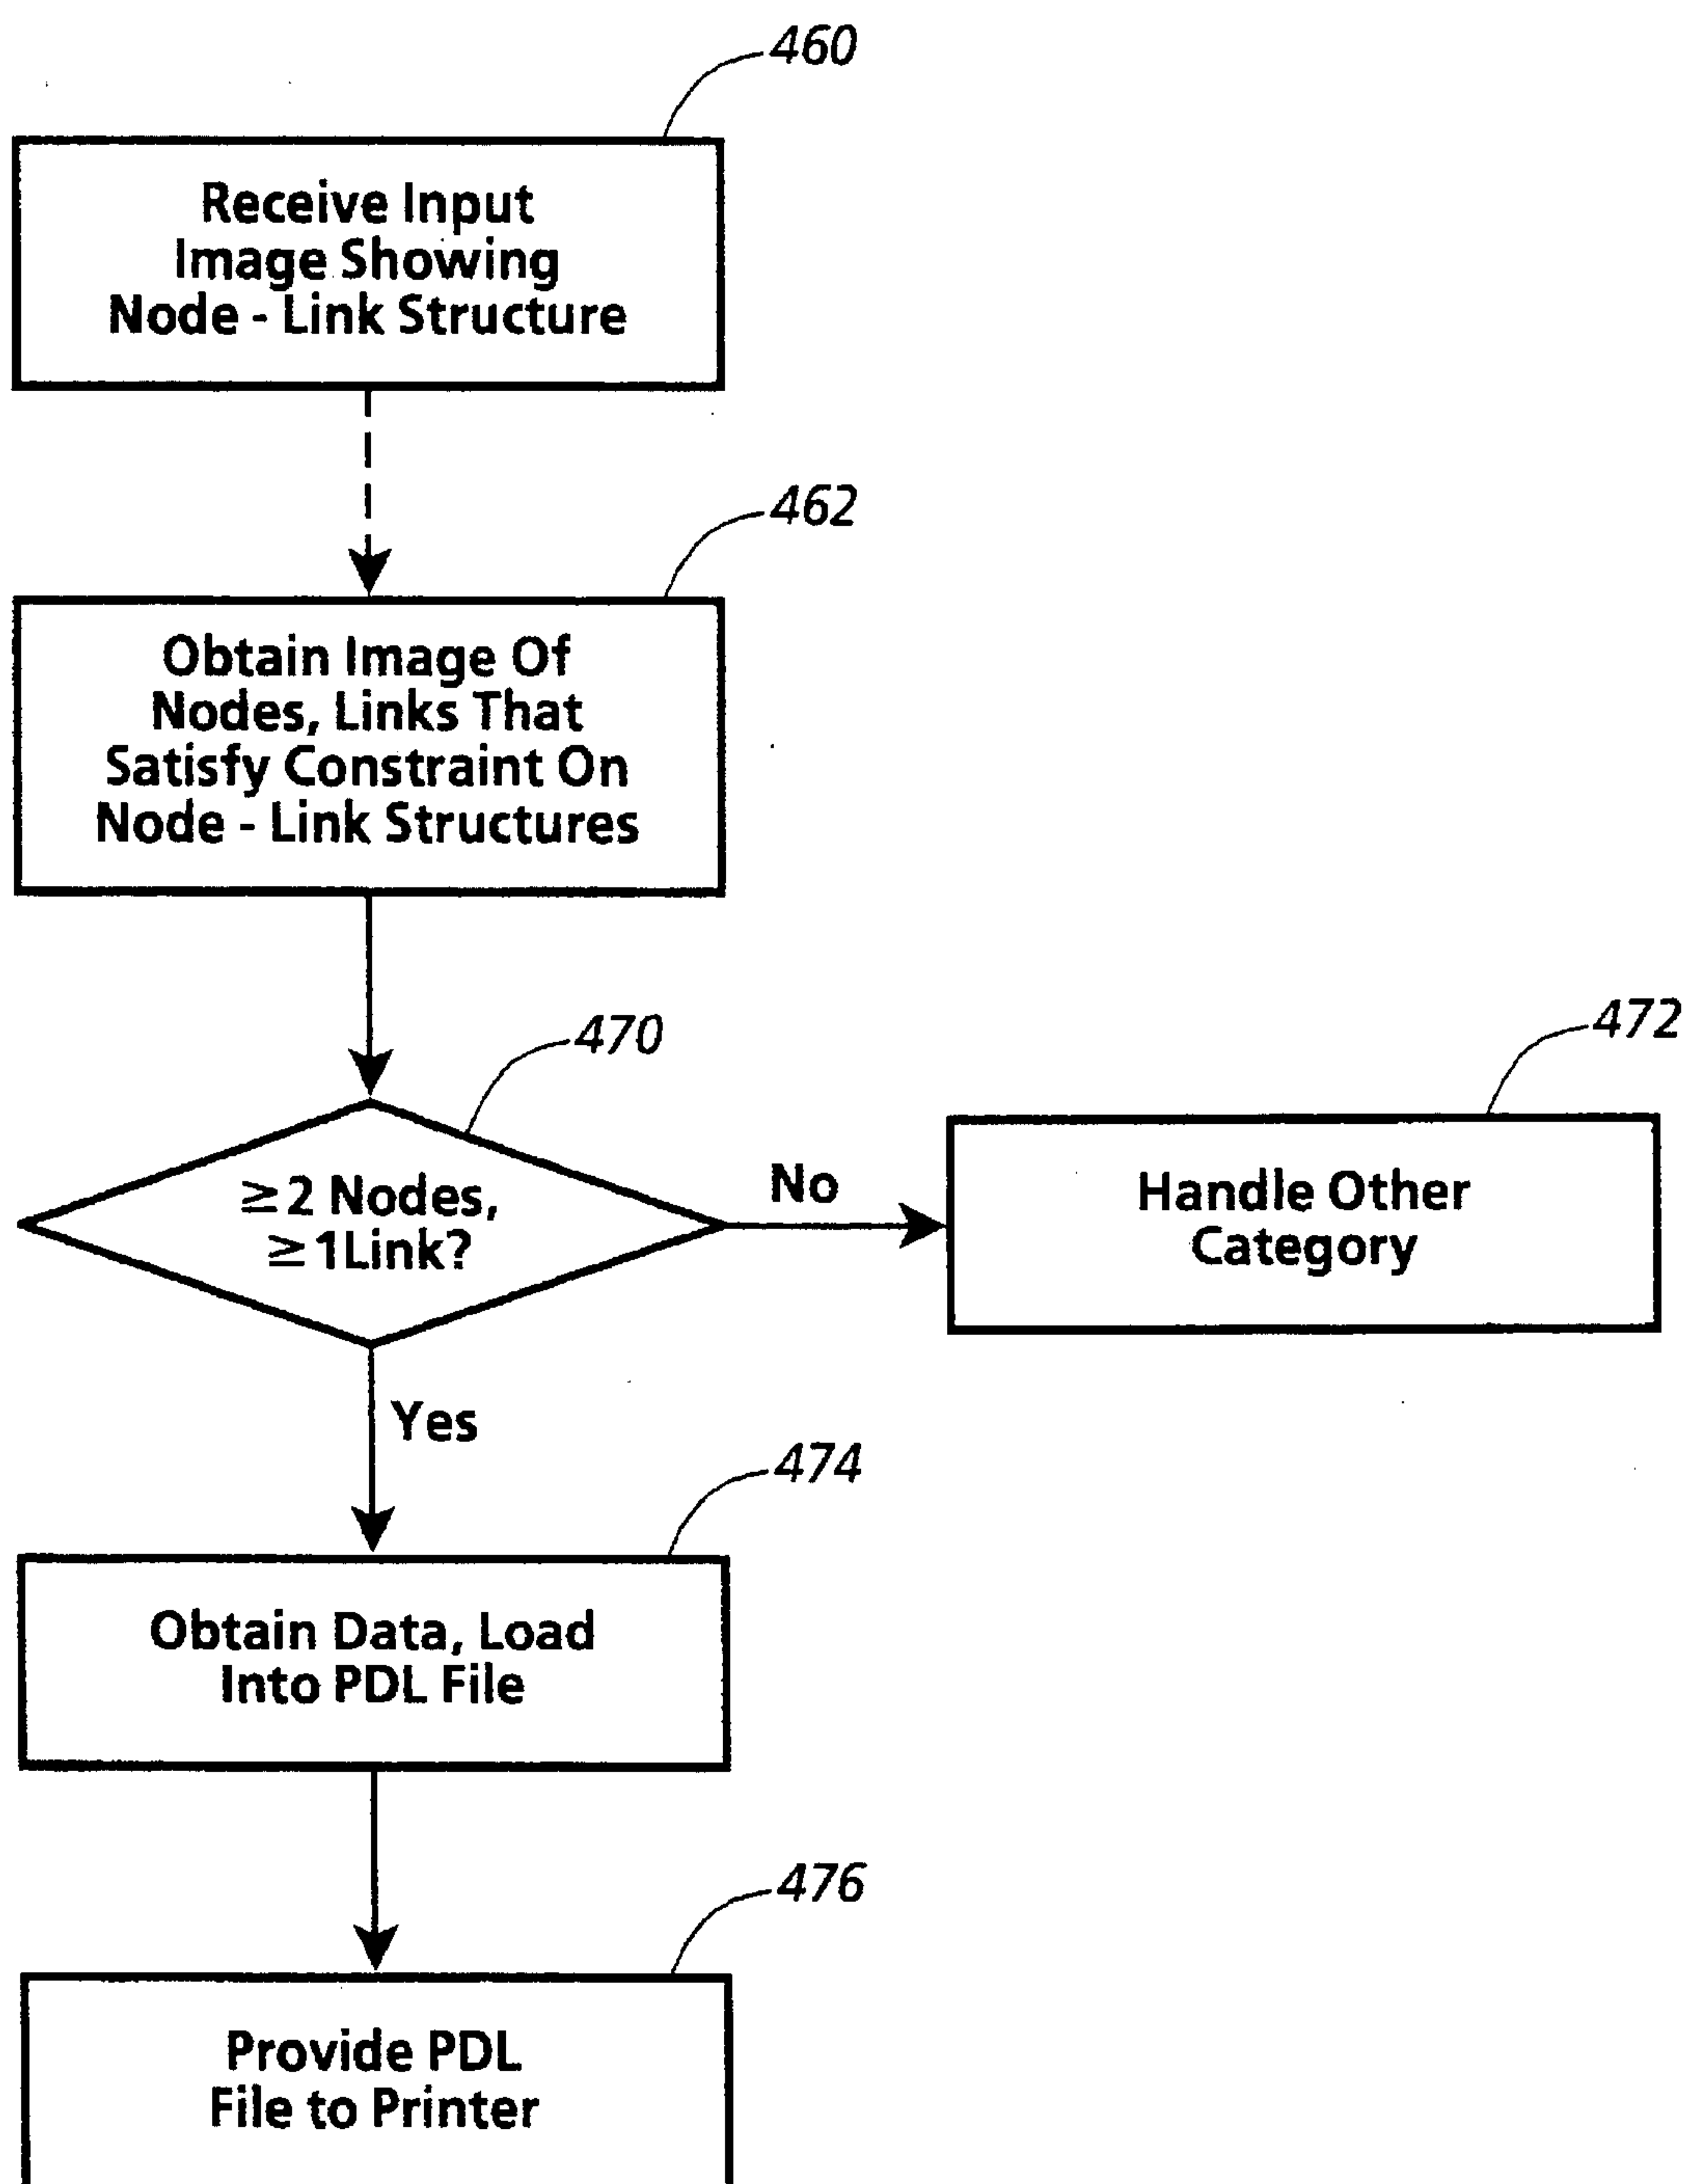 460
Receive Input
Image Showing
Node - Link Structure
462
Obtain Image Of
Nodes, Links That
Satisfy Constraint On
Node - Link Structures
470
≥2 Nodes,
≥1Link?
No
472
Handle Other
Category
Yes
474
Obtain Data, Load
Into PDL File
476
Provide PDL
File to Printer